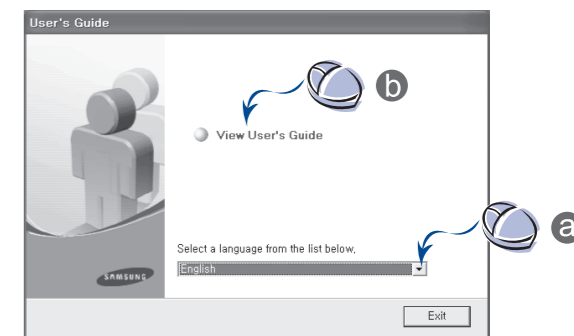 User's Guide
b
View User's Guide
a
Select a language from the list below,
English
SAMSUNG
Exit